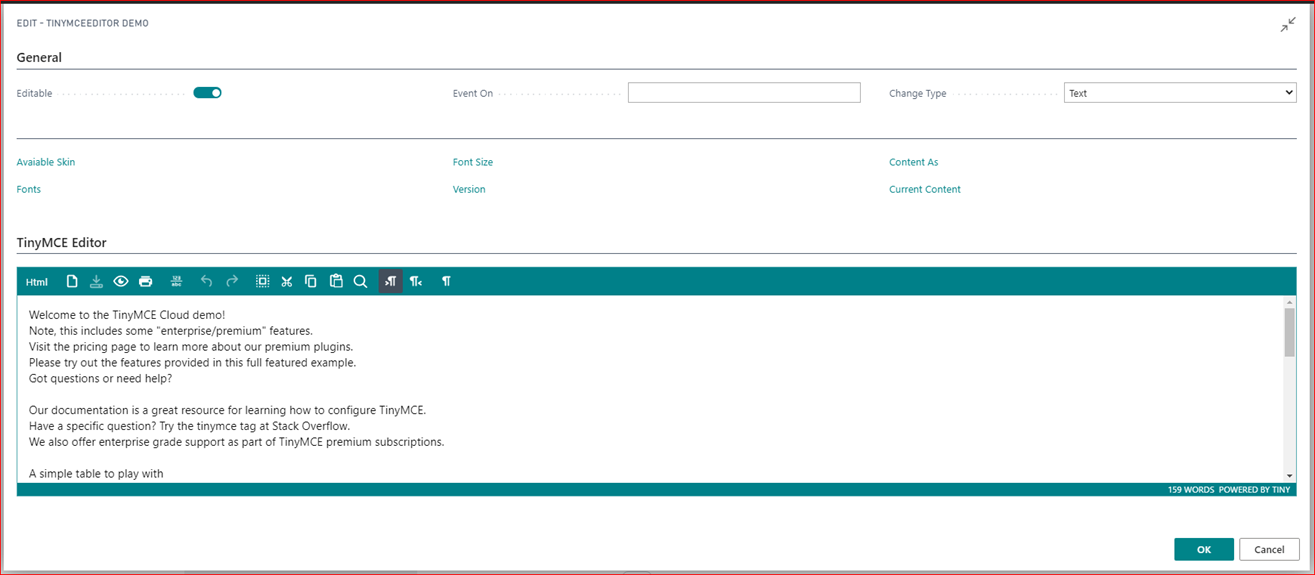 EDIT - TINYMCEEDITOR DEMO
General
Editable
Event On
Change Type
Text
Avaiable Skin
Font Size
Content As
Fonts
Version
Current Content
TinyMCE Editor
Html
123
abc
Welcome to the TinyMCE Cloud demo!
Note, this includes some "enterprise/premium" features.
Visit the pricing page to learn more about our premium plugins.
Please try out the features provided in this full featured example.
Got questions or need help?
Our documentation is a great resource for learning how to configure TinyMCE.
Have a specific question? Try the tinymce tag at Stack Overflow.
We also offer enterprise grade support as part of TinyMCE premium subscriptions.
A simple table to play with
159 WORDS POWERED BY TINY
OK
Cancel